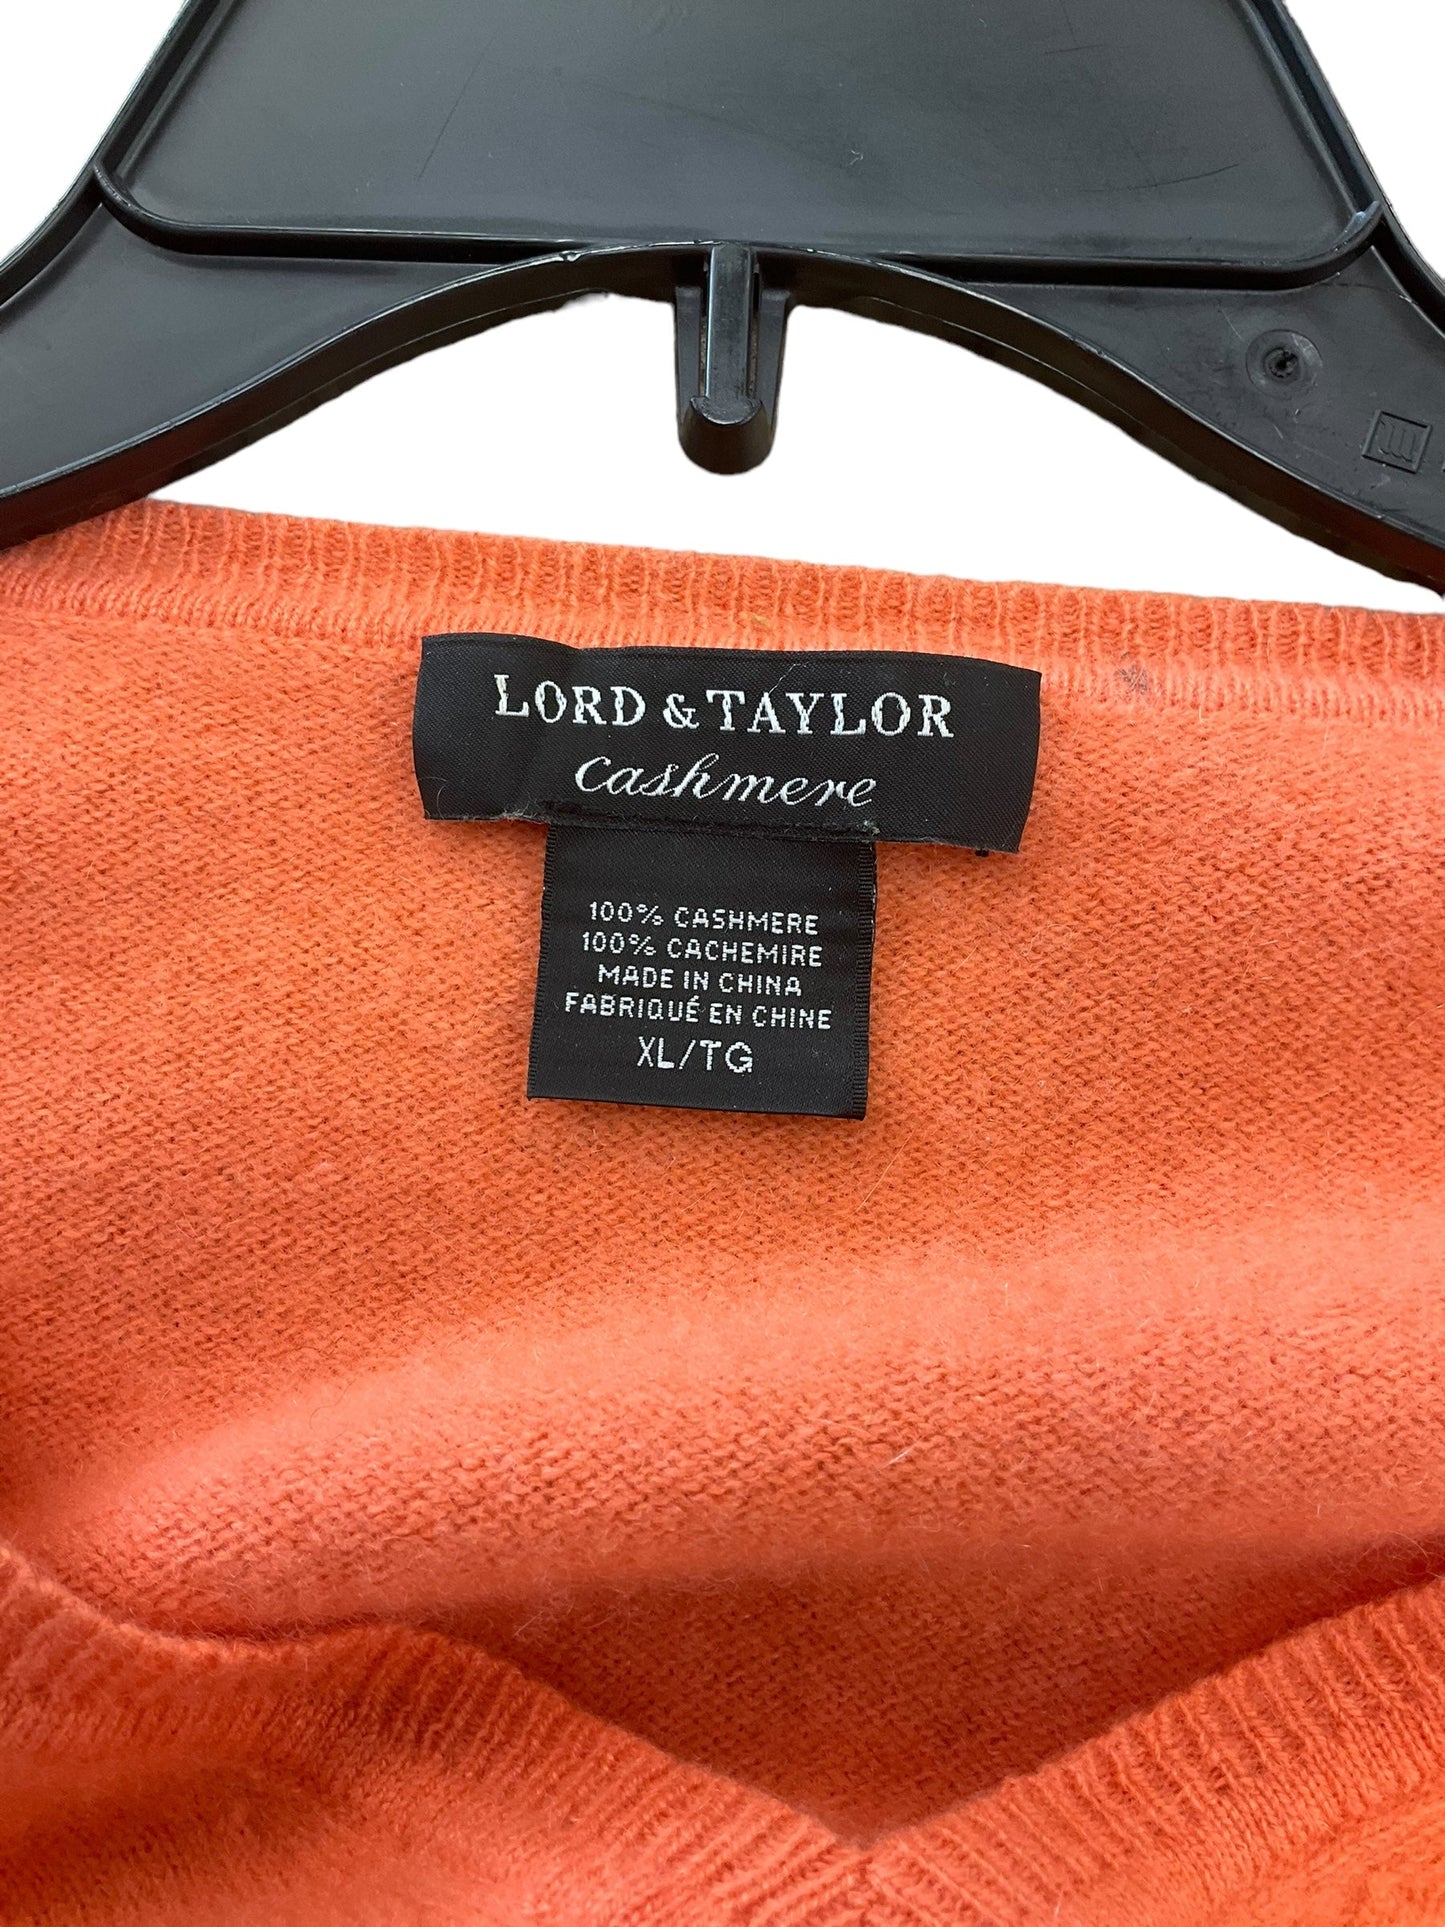 LORD & TAYLOR
cashmere
100% CASHMERE
100% CACHEMIRE
MADE IN CHINA
FABRIQUÉ EN CHINE
XL/TG